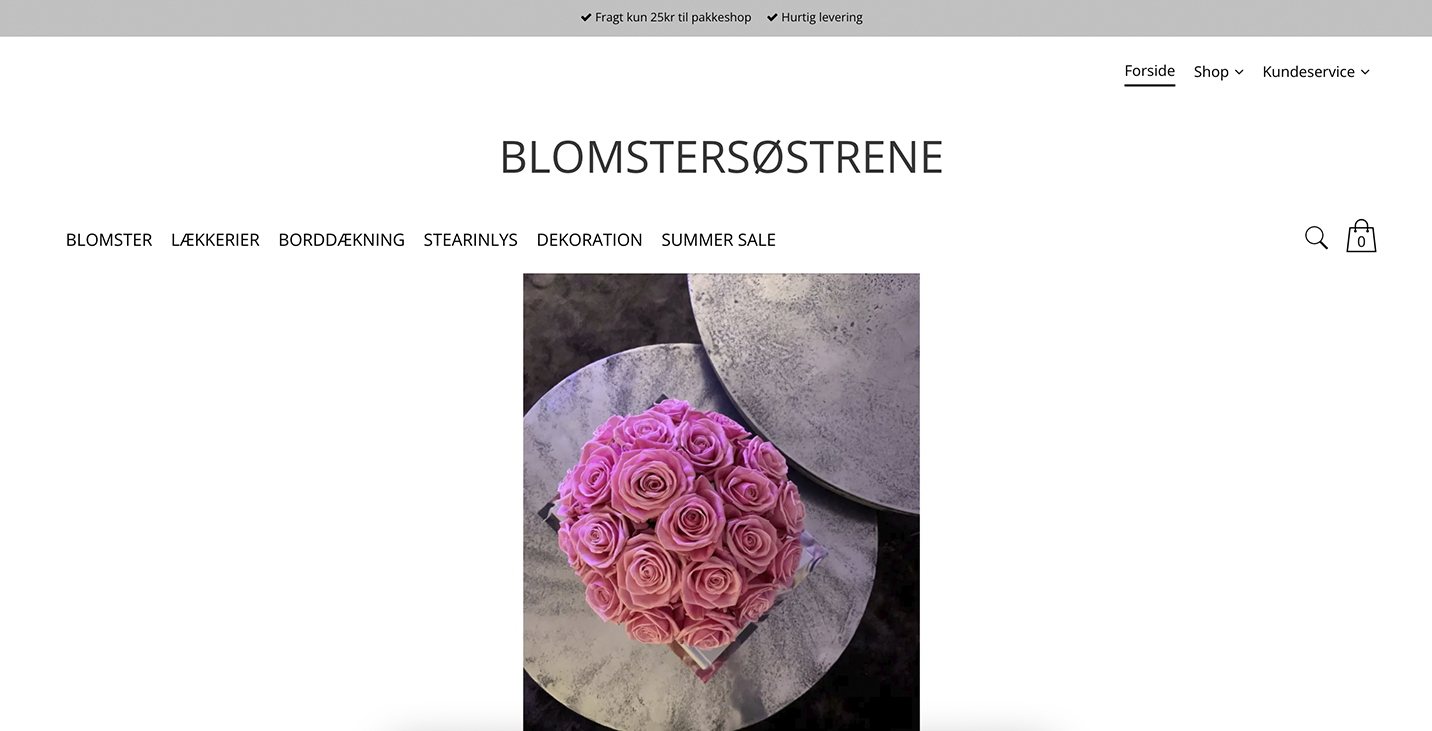 Fragt kun 25kr til pakkeshop Hurtig levering
Forside Shop Kundeservice
BLOMSTERSØSTRENE
BLOMSTER LÆKKERIER BORDDÆKNING STEARINLYS DEKORATION SUMMER SALE 0